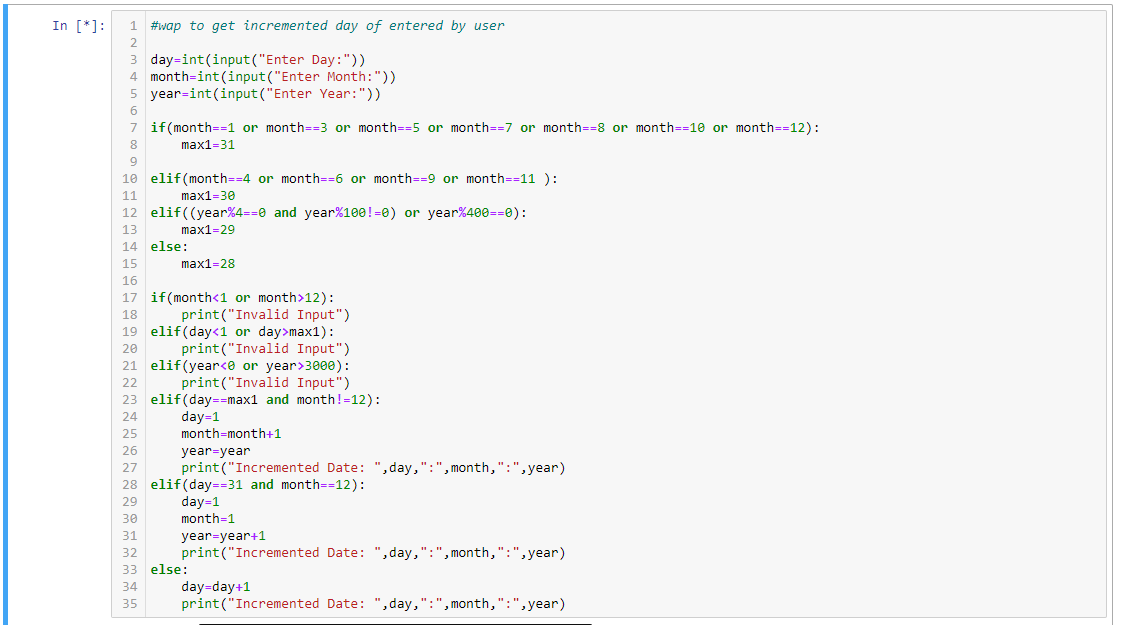 In [*]:
1 #wap to get incremented day of entered by user
2
3 day=int(input("Enter Day:"))
4 month=int(input("Enter Month:"))
5 year=int(input("Enter Year:"))
6
7 if(month==1 or month==3 or month==5 or month==7 or month==8 or month==10 or month==12):
8     max1=31
9
10 elif(month==4 or month==6 or month==9 or month==11 ):
11     max1=30
12 elif((year%4==0 and year%100!=0) or year%400==0):
13     max1=29
14 else:
15     max1=28
16
17 if(month<1 or month>12):
18     print("Invalid Input")
19 elif(day<1 or day>max1):
20     print("Invalid Input")
21 elif(year<0 or year>3000):
22     print("Invalid Input")
23 elif(day==max1 and month!=12):
24     day=1
25     month=month+1
26     year=year
27     print("Incremented Date: ",day,":",month,":",year)
28 elif(day==31 and month==12):
29     day=1
30     month=1
31     year=year+1
32     print("Incremented Date: ",day,":",month,":",year)
33 else:
34     day=day+1
35     print("Incremented Date: ",day,":",month,":",year)